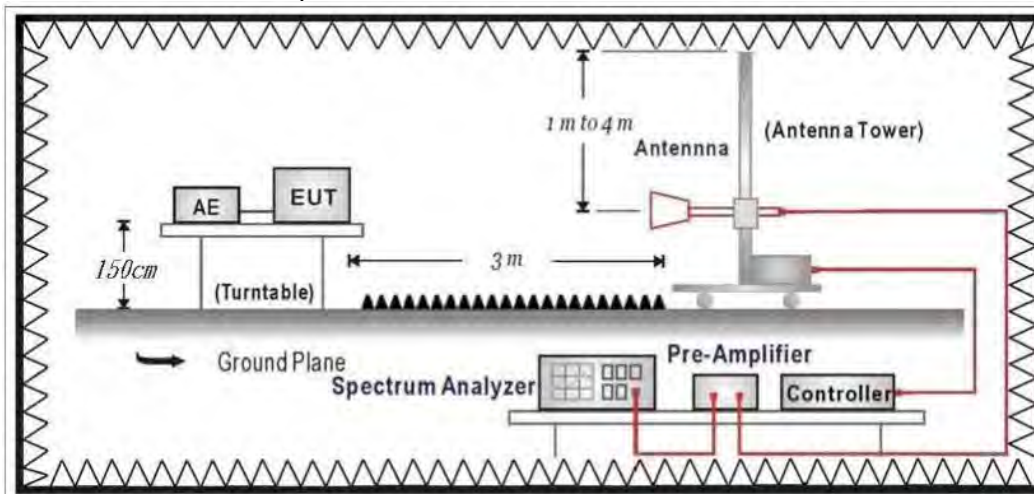 1 m to 4 m
(Antenna Tower)
Antennna
AE
EUT
150cm
3 m
(Turntable)
Ground Plane
Pre-Amplifier
Spectrum Analyzer
Controller